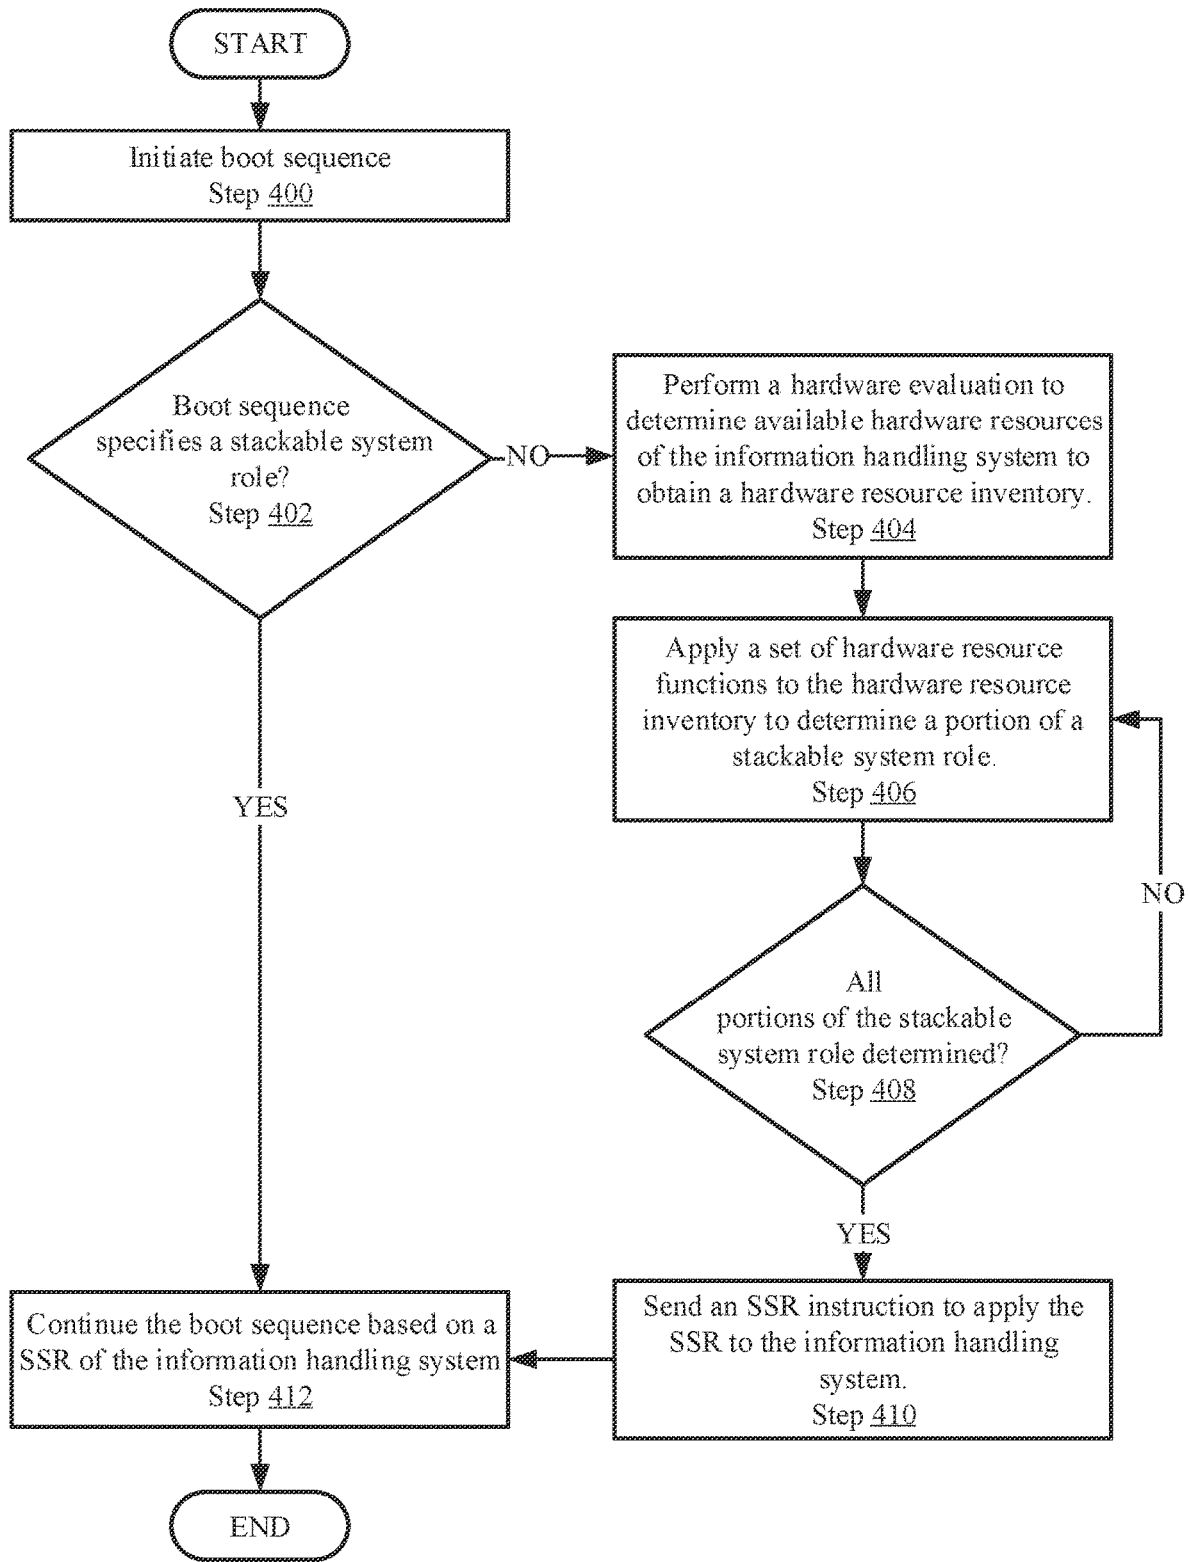 START
Initiate boot sequence
Step 400
Boot sequence
specifies a stackable system
role?
Step 402
NO
Perform a hardware evaluation to
determine available hardware resources
of the information handling system to
obtain a hardware resource inventory.
Step 404
Apply a set of hardware resource
functions to the hardware resource
inventory to determine a portion of a
stackable system role.
Step 406
YES
NO
All
portions of the stackable
system role determined?
Step 408
YES
Send an SSR instruction to apply the
SSR to the information handling
system.
Step 410
Continue the boot sequence based on a
SSR of the information handling system
Step 412
END